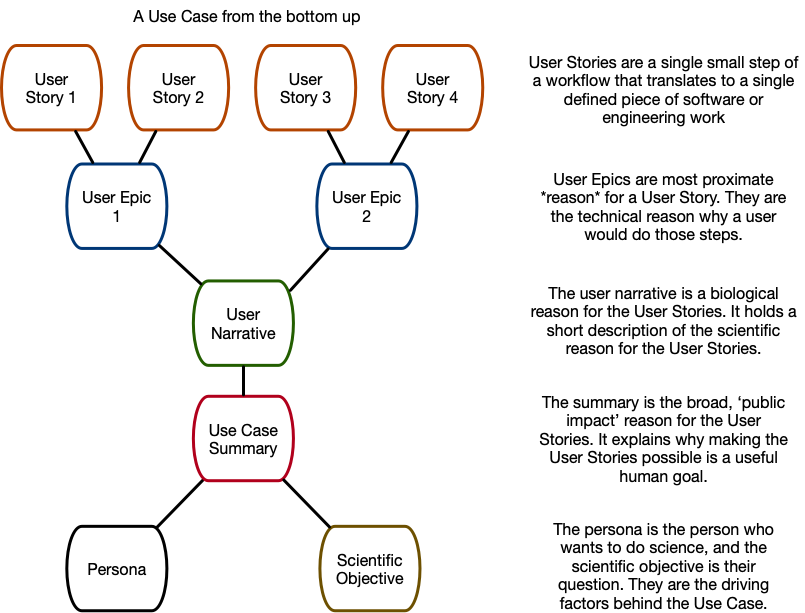 A Use Case from the bottom up
User
Story 1
User
Story 2
User
Story 3
User
Story 4
User Stories are a single small step of
a workflow that translates to a single
defined piece of software or
engineering work
User Epic
1
User Epic
2
User Epics are most proximate
*reason* for a User Story. They are
the technical reason why a user
would do those steps.
User
Narrative
The user narrative is a biological
reason for the User Stories. It holds a
short description of the scientific
reason for the User Stories.
Use Case
Summary
The summary is the broad, ‘public
impact’ reason for the User
Stories. It explains why making the
User Stories possible is a useful
human goal.
Persona
Scientific
Objective
The persona is the person who
wants to do science, and the
scientific objective is their
question. They are the driving
factors behind the Use Case.